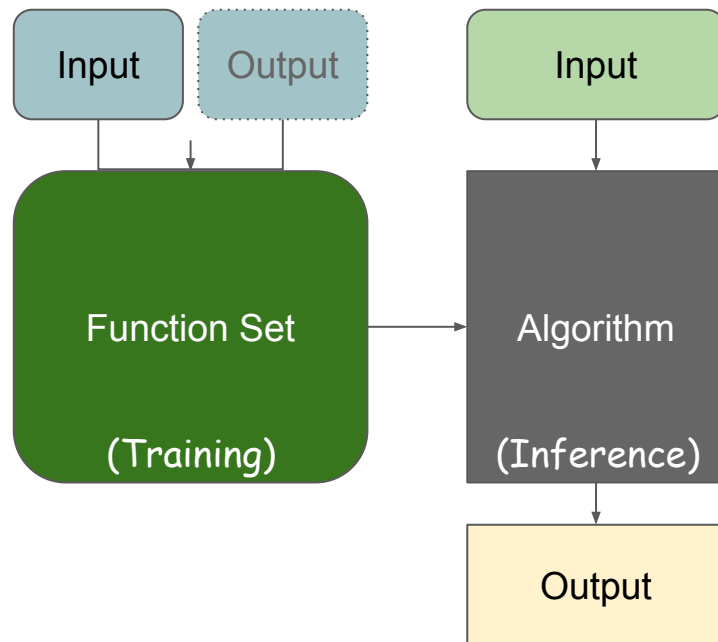 Input
Output
Input
Function Set
(Training)
Algorithm
(Inference)
Output